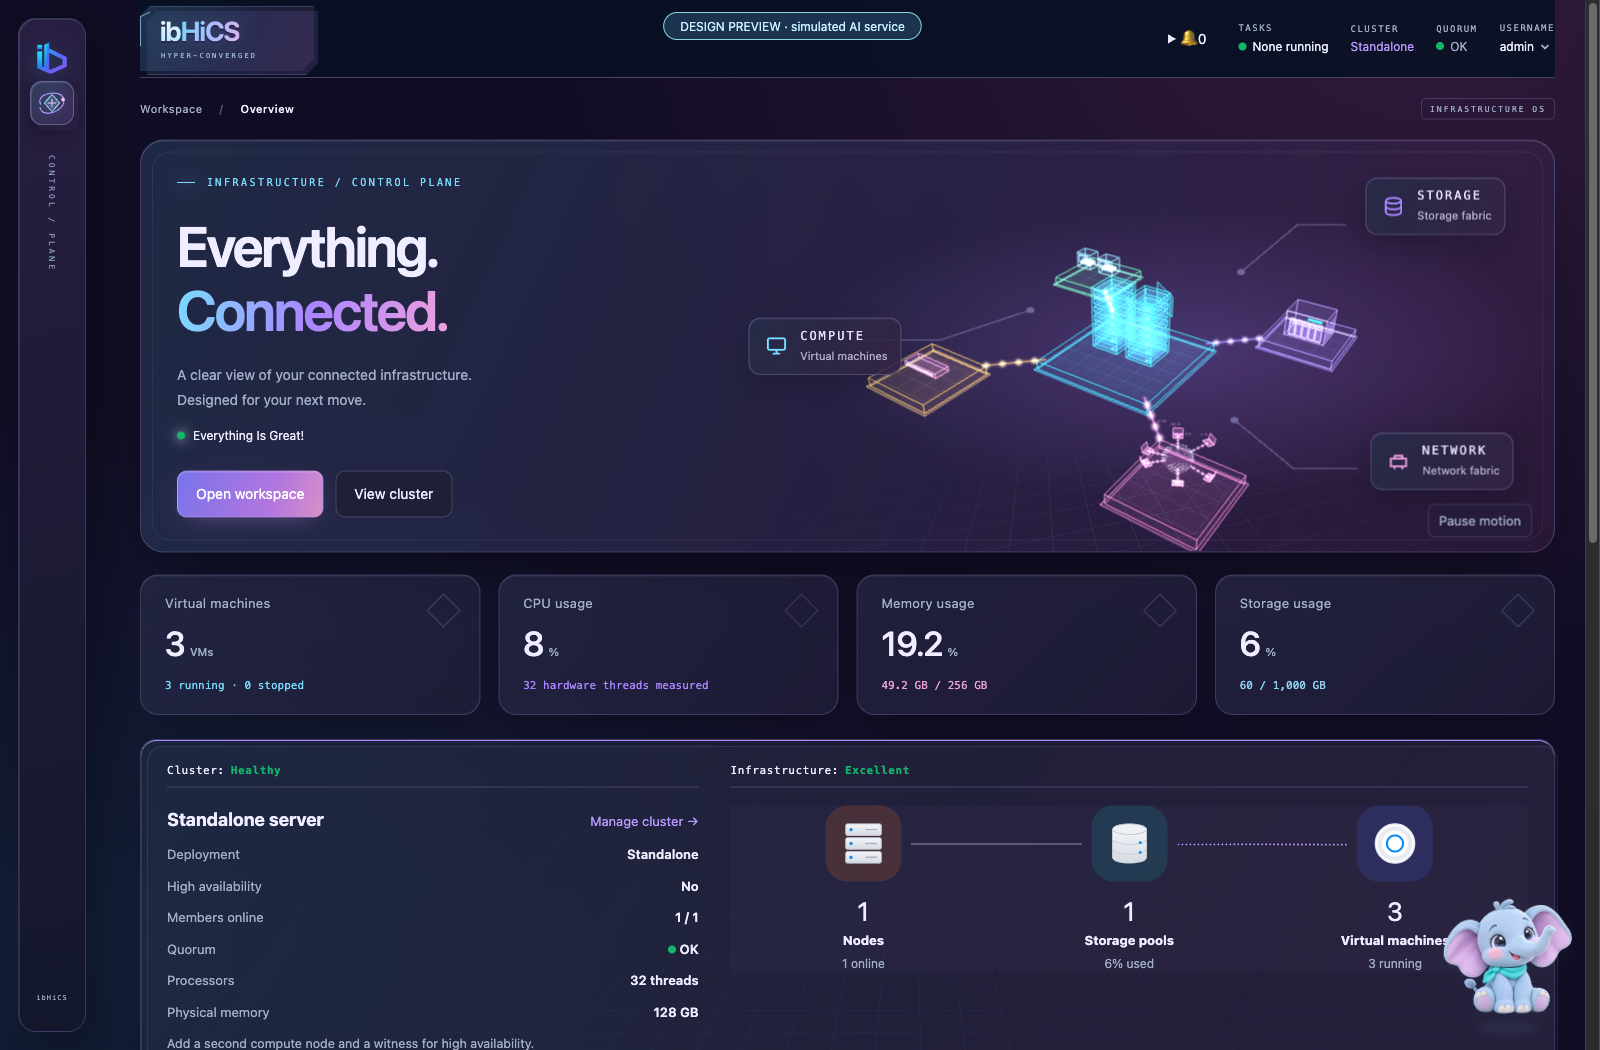 ibHiCS
HYPER-CONVERGED
DESIGN PREVIEW · simulated AI service
0
TASKS
None running
CLUSTER
Standalone
QUORUM
OK
USERNAME
admin
CONTROL / PLANE
ibHiCS
Workspace / Overview
INFRASTRUCTURE OS
INFRASTRUCTURE / CONTROL PLANE
Everything.
Connected.
A clear view of your connected infrastructure.
Designed for your next move.
Everything Is Great!
Open workspace
View cluster
COMPUTE
Virtual machines
STORAGE
Storage fabric
NETWORK
Network fabric
Pause motion
Virtual machines
3 VMs
3 running · 0 stopped
CPU usage
8 %
32 hardware threads measured
Memory usage
19.2 %
49.2 GB / 256 GB
Storage usage
6 %
60 / 1,000 GB
Cluster: Healthy
Standalone server
Manage cluster →
Deployment Standalone
High availability No
Members online 1 / 1
Quorum OK
Processors 32 threads
Physical memory 128 GB
Add a second compute node and a witness for high availability.
Infrastructure: Excellent
1
Nodes
1 online
1
Storage pools
6% used
3
Virtual machines
3 running